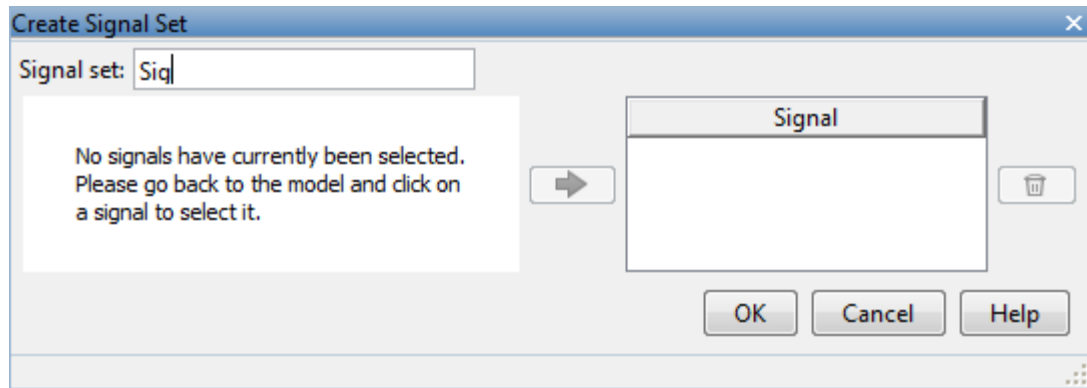 Create Signal Set
Signal set: Sig
No signals have currently been selected.
Please go back to the model and click on
a signal to select it.
Signal
OK
Cancel
Help